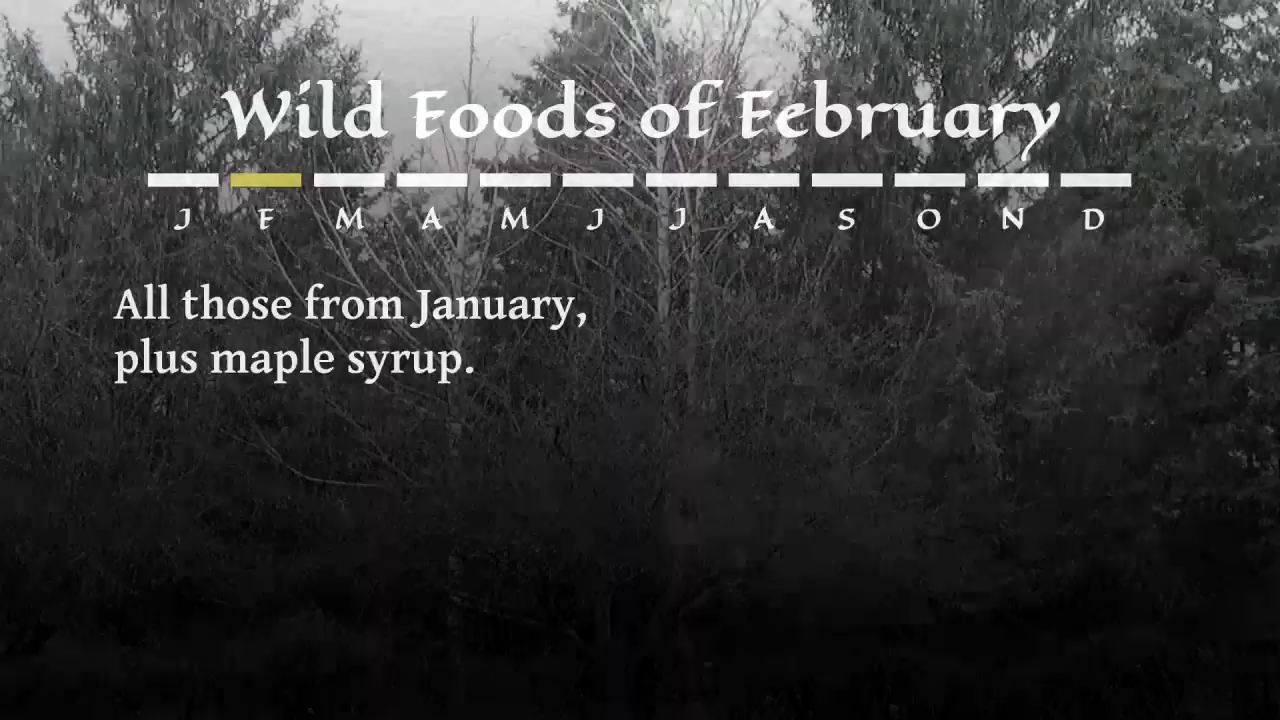 Wild Foods of February
J F M A M J J A S O N D
All those from January,
plus maple syrup.